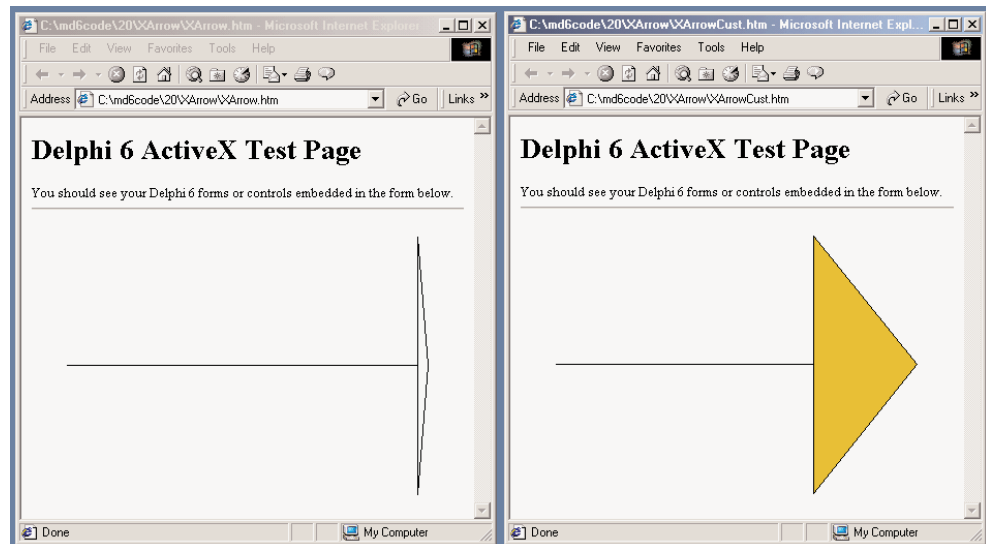 C:\md6code\20\XArrow\XArrow.htm - Microsoft Internet Explorer
File Edit View Favorites Tools Help
Address C:\md6code\20\XArrow\XArrow.htm Go Links »
Delphi 6 ActiveX Test Page
You should see your Delphi 6 forms or controls embedded in the form below.
Done My Computer
C:\md6code\20\XArrow\XArrowCust.htm - Microsoft Internet Expl...
File Edit View Favorites Tools Help
Address C:\md6code\20\XArrow\XArrowCust.htm Go Links »
Delphi 6 ActiveX Test Page
You should see your Delphi 6 forms or controls embedded in the form below.
Done My Computer